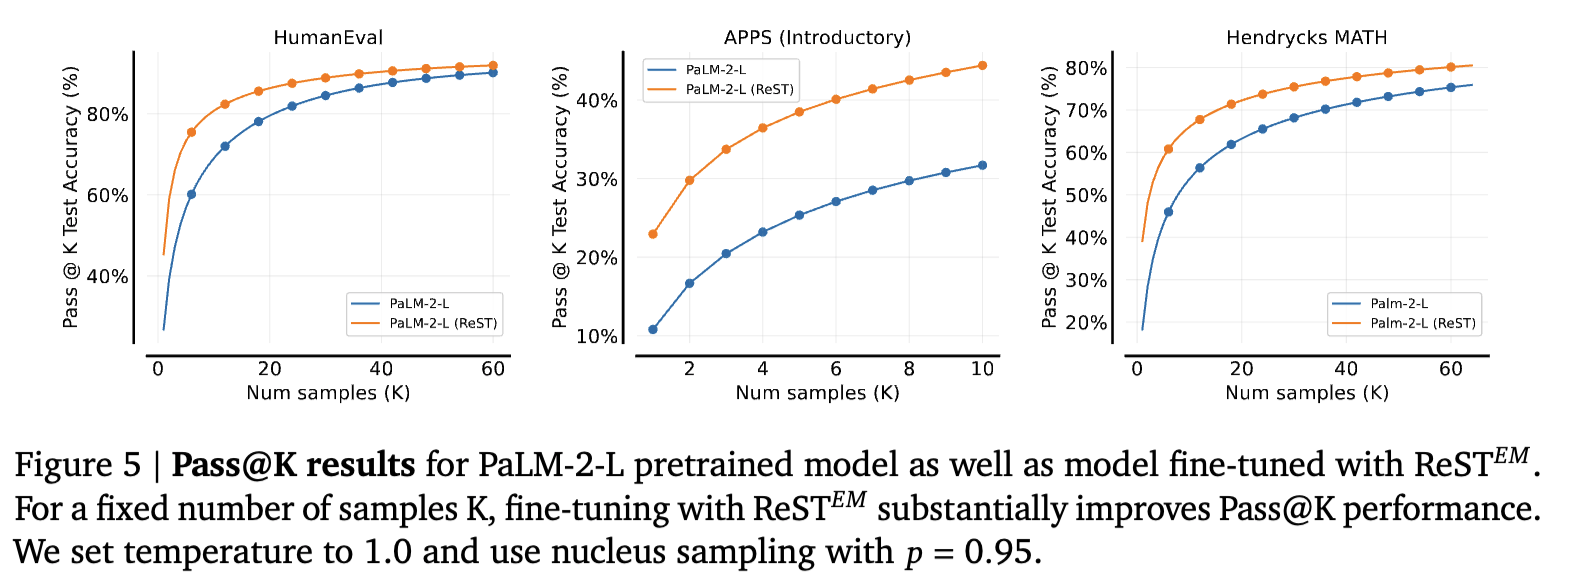 HumanEval
Pass @ K Test Accuracy (%)
80%
60%
40%
PaLM-2-L
PaLM-2-L (ReST)
0 20 40 60
Num samples (K)
APPS (Introductory)
Pass @ K Test Accuracy (%)
PaLM-2-L
PaLM-2-L (ReST)
40%
30%
20%
10%
2 4 6 8 10
Num samples (K)
Hendrycks MATH
Pass @ K Test Accuracy (%)
80%
70%
60%
50%
40%
30%
20%
Palm-2-L
Palm-2-L (ReST)
0 20 40 60
Num samples (K)
Figure 5 | Pass@K results for PaLM-2-L pretrained model as well as model fine-tuned with ReST^EM.
For a fixed number of samples K, fine-tuning with ReST^EM substantially improves Pass@K performance.
We set temperature to 1.0 and use nucleus sampling with p = 0.95.